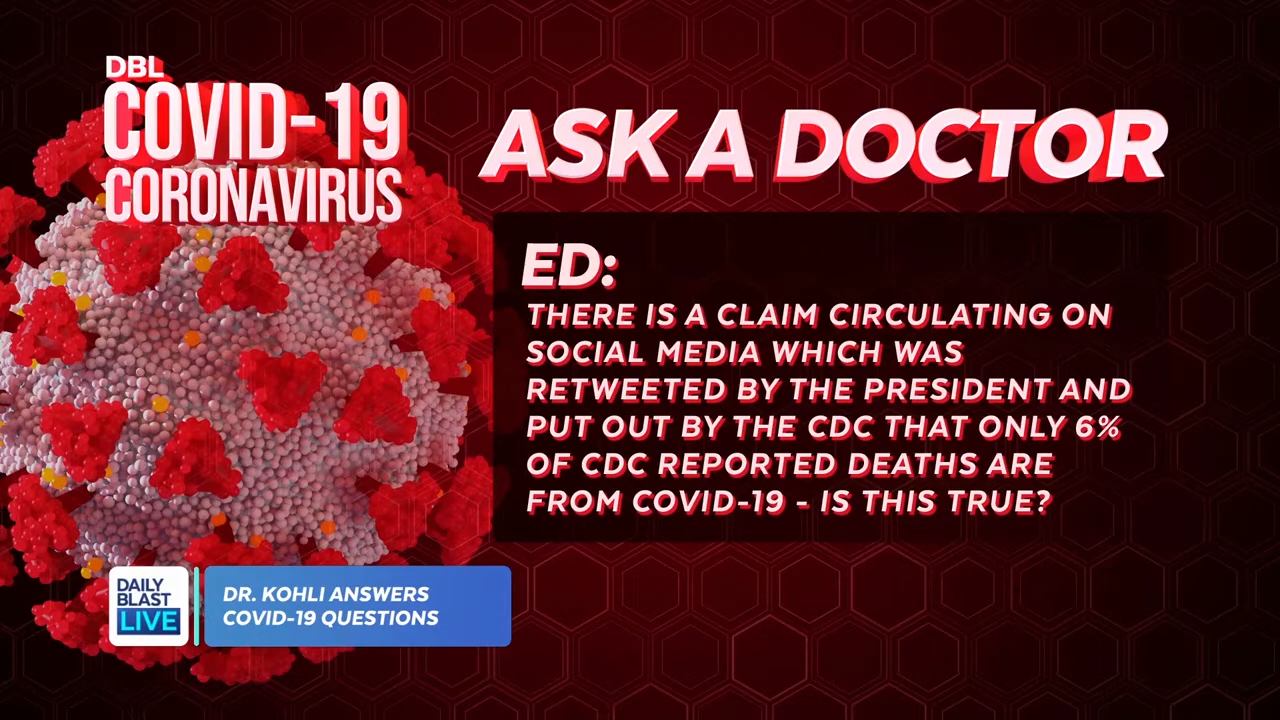 DBL
COVID-19
CORONAVIRUS
ASK A DOCTOR
ED:
THERE IS A CLAIM CIRCULATING ON
SOCIAL MEDIA WHICH WAS
RETWEETED BY THE PRESIDENT AND
PUT OUT BY THE CDC THAT ONLY 6%
OF CDC REPORTED DEATHS ARE
FROM COVID-19 - IS THIS TRUE?
DAILY
BLAST
LIVE
DR. KOHLI ANSWERS
COVID-19 QUESTIONS